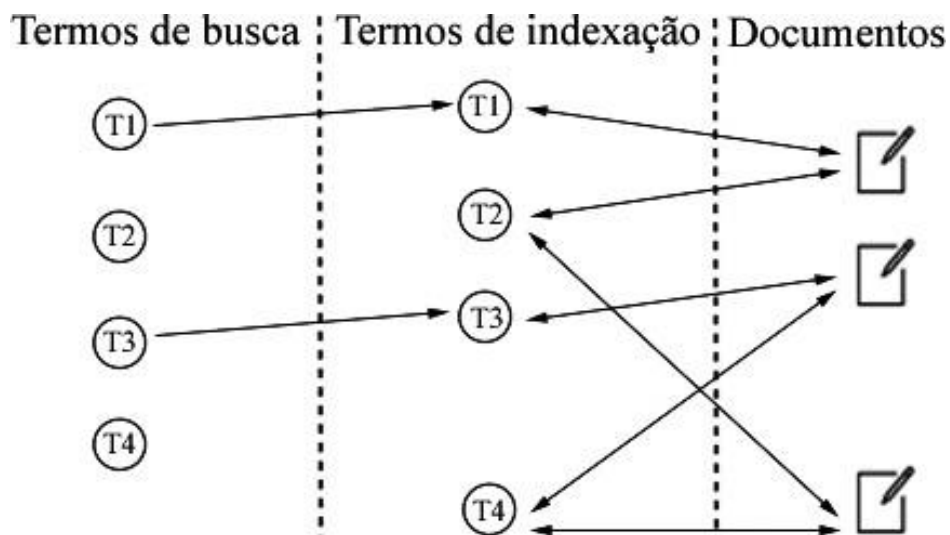 Termos de busca
Termos de indexação
Documentos
T1
T2
T3
T4
T1
T2
T3
T4